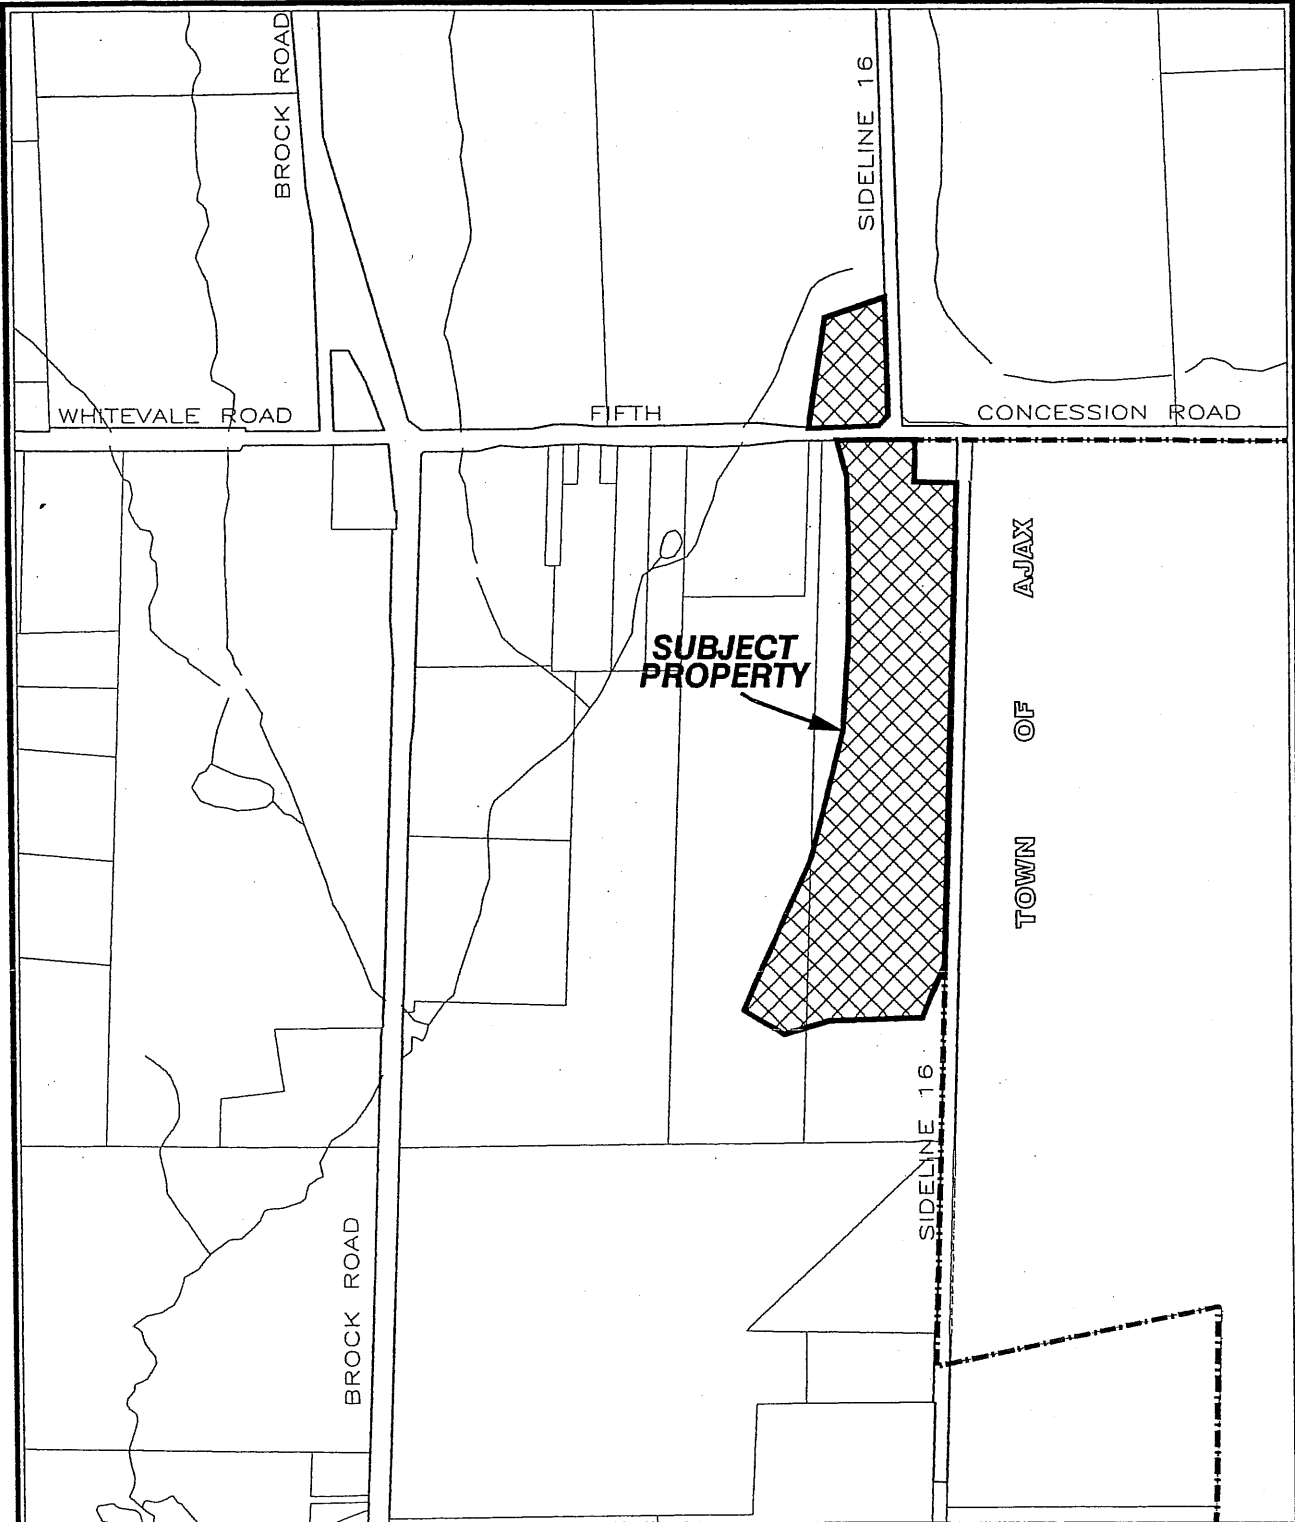 BROCK ROAD
SIDELINE 16
WHITEVALE ROAD
FIFTH
CONCESSION ROAD
TOWN OF AJAX
SUBJECT
PROPERTY
SIDELINE 16
BROCK ROAD